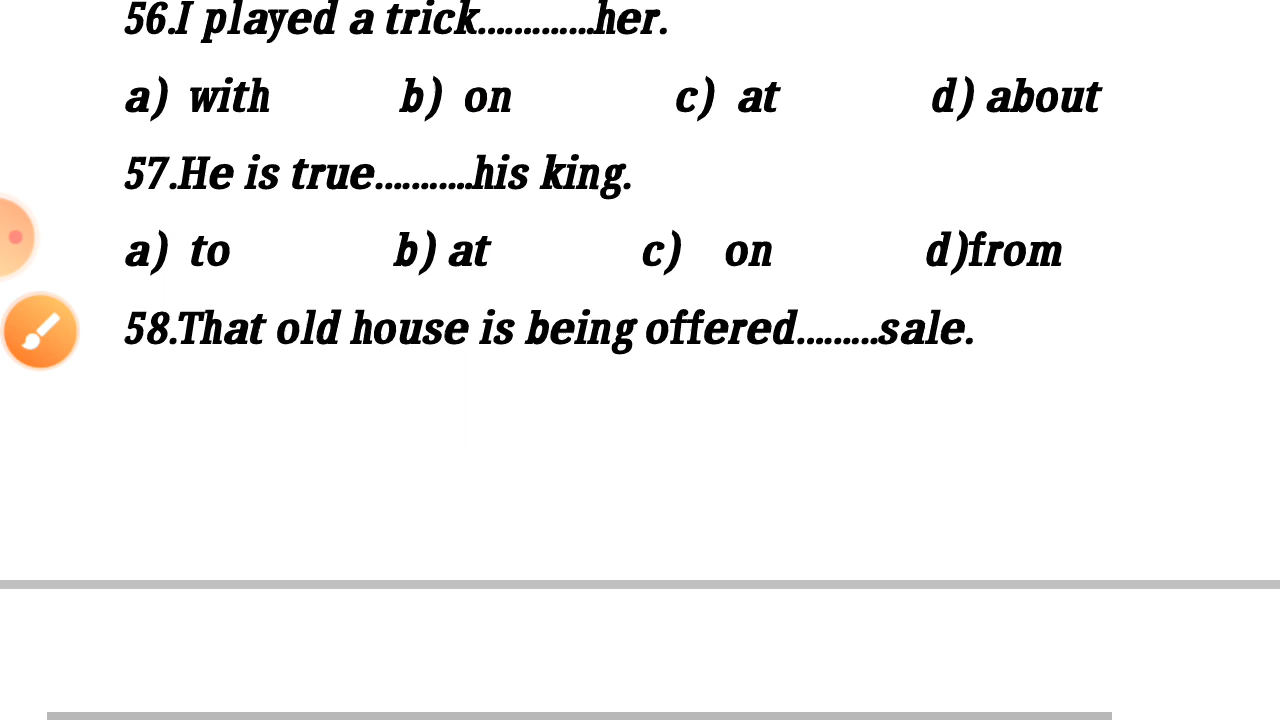 56.I played a trick.............her.
a) with b) on c) at d) about
57.He is true...........his king.
a) to b) at c) on d)from
58.That old house is being offered.........sale.